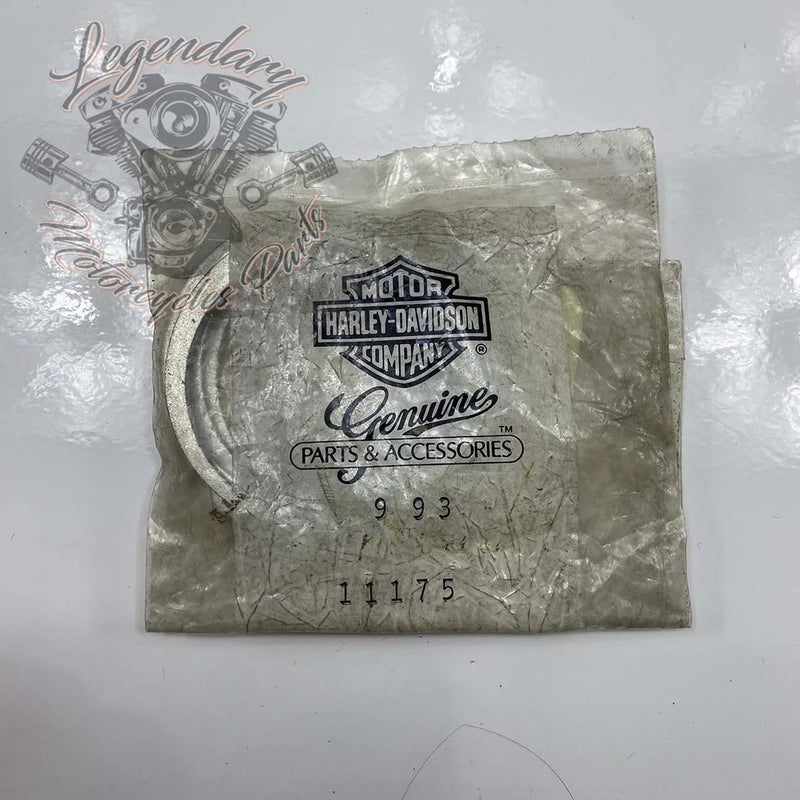 Legendary
Motorcycles Parts
MOTOR
HARLEY-DAVIDSON
COMPANY ®
Genuine
TM
PARTS & ACCESSORIES
9 93
11175